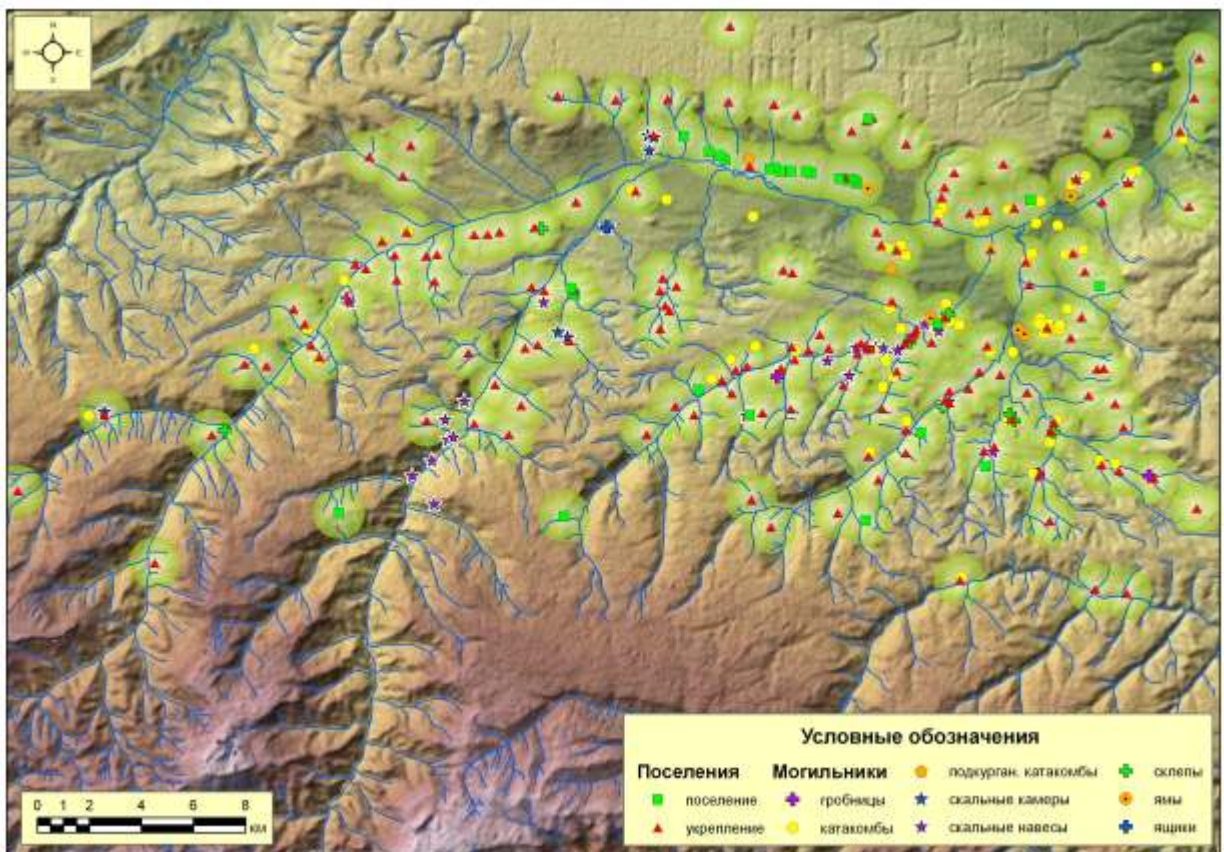 Условные обозначения
Поселения
поселение
укрепление
Могильники
гробницы
катакомбы
подкурган. катакомбы
скальные камеры
скальные навесы
склепы
ямы
ящики
0 1 2 4 6 8
км